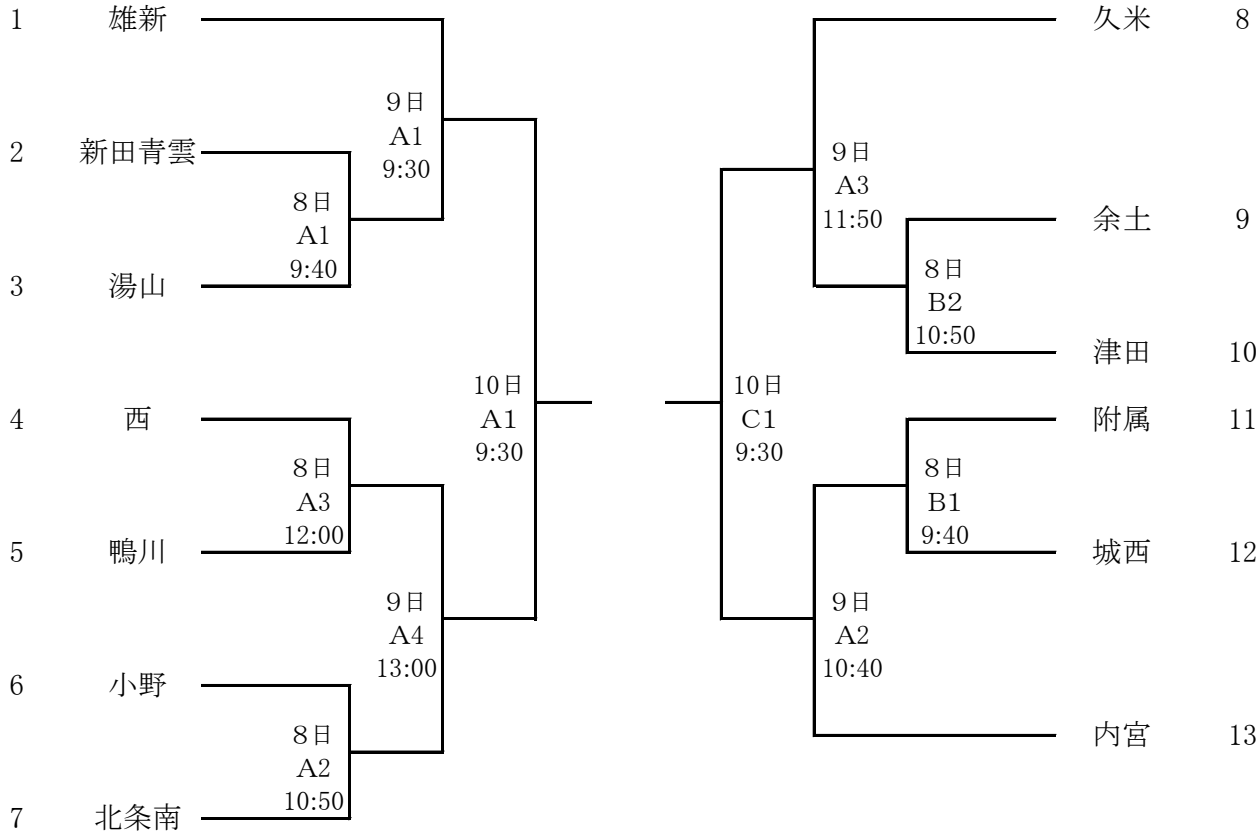 1 雄新
2 新田青雲
3 湯山
4 西
5 鴨川
6 小野
7 北条南
8日
A1
9:40
8日
A3
12:00
8日
A2
10:50
9日
A1
9:30
9日
A4
13:00
10日
A1
9:30
10日
C1
9:30
9日
A3
11:50
9日
A2
10:40
8日
B2
10:50
8日
B1
9:40
久米 8
余土 9
津田 10
附属 11
城西 12
内宮 13